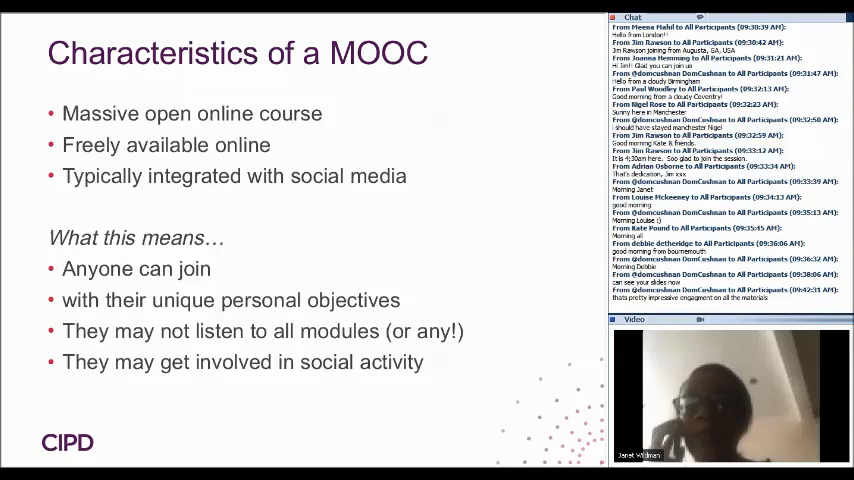 Characteristics of a MOOC
• Massive open online course
• Freely available online
• Typically integrated with social media
What this means…
• Anyone can join
• with their unique personal objectives
• They may not listen to all modules (or any!)
• They may get involved in social activity
CIPD
Chat
From Meena Mahil to All Participants (09:30:39 AM):
Hello from London!!
From Jim Rawson to All Participants (09:30:42 AM):
Jim Rawson joining from Augusta, GA, USA
From Joanna Hemming to All Participants (09:31:21 AM):
Hi Jim!! Glad you can join us
From @domcushnan DomCushnan to All Participants (09:31:47 AM):
Hello from a cloudy Birmingham
From Paul Woodley to All Participants (09:32:13 AM):
Good morning from a cloudy Coventry!
From Nigel Rose to All Participants (09:32:23 AM):
Sunny here in Manchester
From @domcushnan DomCushnan to All Participants (09:32:50 AM):
I should have stayed manchester Nigel
From Jim Rawson to All Participants (09:32:59 AM):
Good morning Kate & friends.
From Jim Rawson to All Participants (09:33:12 AM):
It is 4:30am here. Soo glad to join the session.
From Adrian Osborne to All Participants (09:33:34 AM):
That's dedication, Jim xxx
From @domcushnan DomCushnan to All Participants (09:33:39 AM):
Morning Janet
From Louise Mckeeney to All Participants (09:34:13 AM):
good morning
From @domcushnan DomCushnan to All Participants (09:35:13 AM):
Morning Louise :)
From Kate Pound to All Participants (09:35:45 AM):
Morning all
From debbie detheridge to All Participants (09:36:06 AM):
good morning from bournemouth
From @domcushnan DomCushnan to All Participants (09:36:32 AM):
Morning Debbie
From @domcushnan DomCushnan to All Participants (09:38:06 AM):
can see your slides now
From @domcushnan DomCushnan to All Participants (09:42:31 AM):
thats pretty impressive engagment on all the materials
Video
Janet Wildman